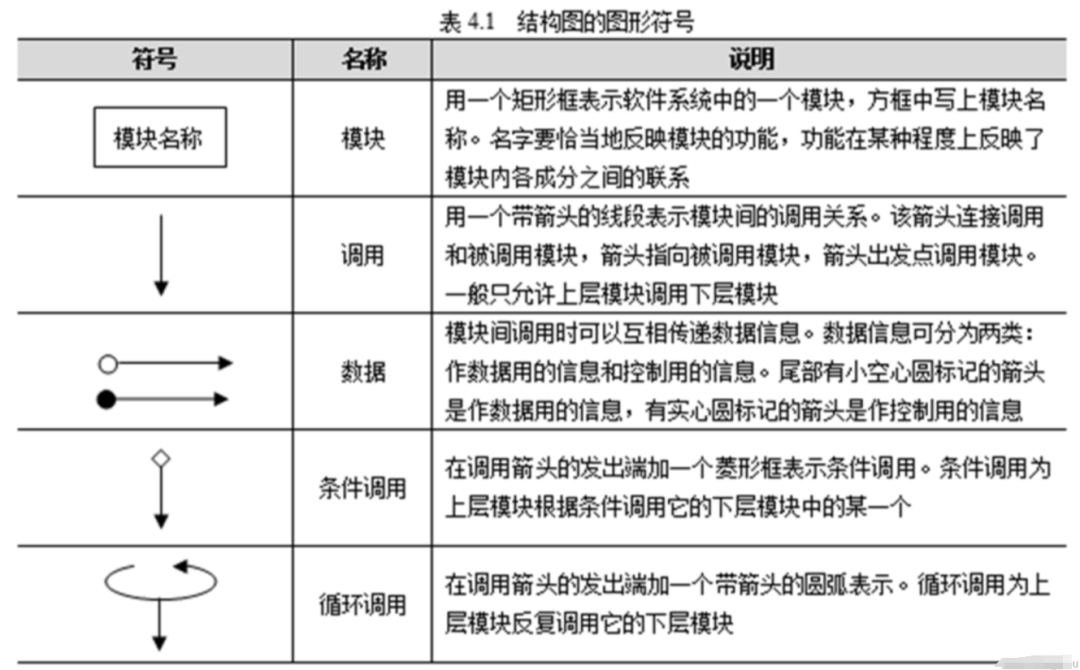 表 4.1 结构图的图形符号
符号 名称 说明
模块名称
模块
用一个矩形框表示软件系统中的一个模块，方框中写上模块名
称。名字要恰当地反映模块的功能，功能在某种程度上反映了
模块内各成分之间的联系
调用
用一个带箭头的线段表示模块间的调用关系。该箭头连接调用
和被调用模块，箭头指向被调用模块，箭头出发点调用模块。
一般只允许上层模块调用下层模块
数据
模块间调用时可以互相传递数据信息。数据信息可分为两类：
作数据用的信息和控制用的信息。尾部有小空心圆标记的箭头
是作数据用的信息，有实心圆标记的箭头是作控制用的信息
条件调用
在调用箭头的发出端加一个菱形框表示条件调用。条件调用为
上层模块根据条件调用它的下层模块中的某一个
循环调用
在调用箭头的发出端加一个带箭头的圆弧表示。循环调用为上
层模块反复调用它的下层模块